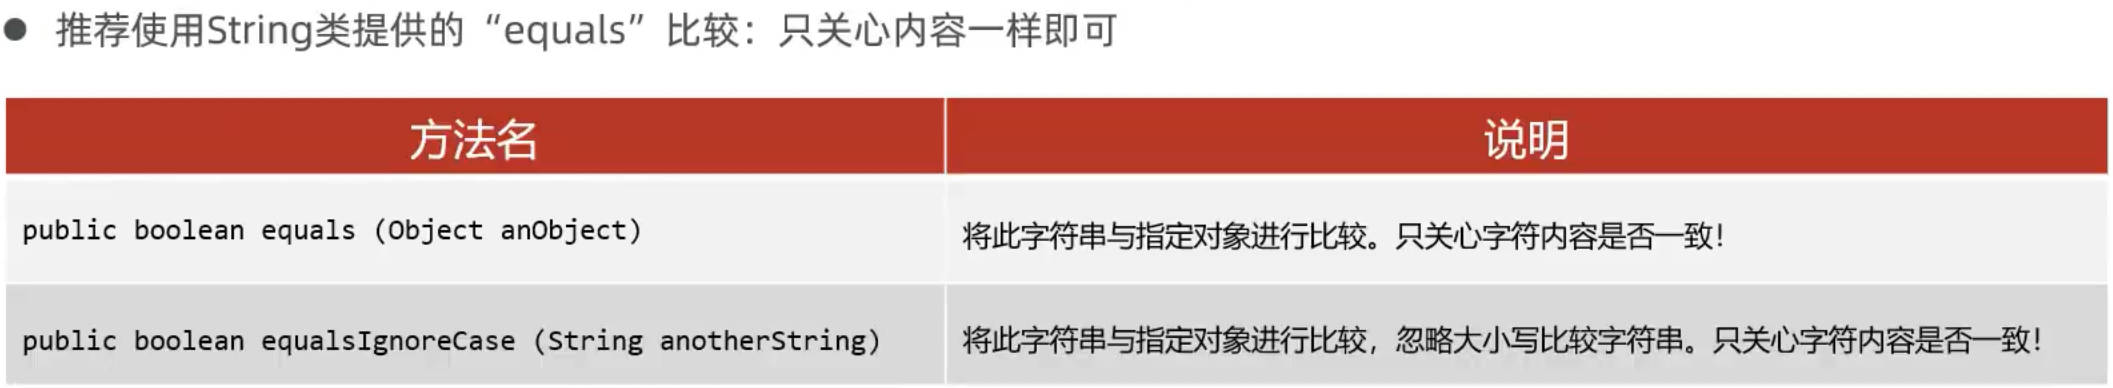 ● 推荐使用String类提供的“equals”比较：只关心内容一样即可
方法名 说明
public boolean equals (Object anObject) 将此字符串与指定对象进行比较。只关心字符内容是否一致！
public boolean equalsIgnoreCase (String anotherString) 将此字符串与指定对象进行比较，忽略大小写比较字符串。只关心字符内容是否一致！